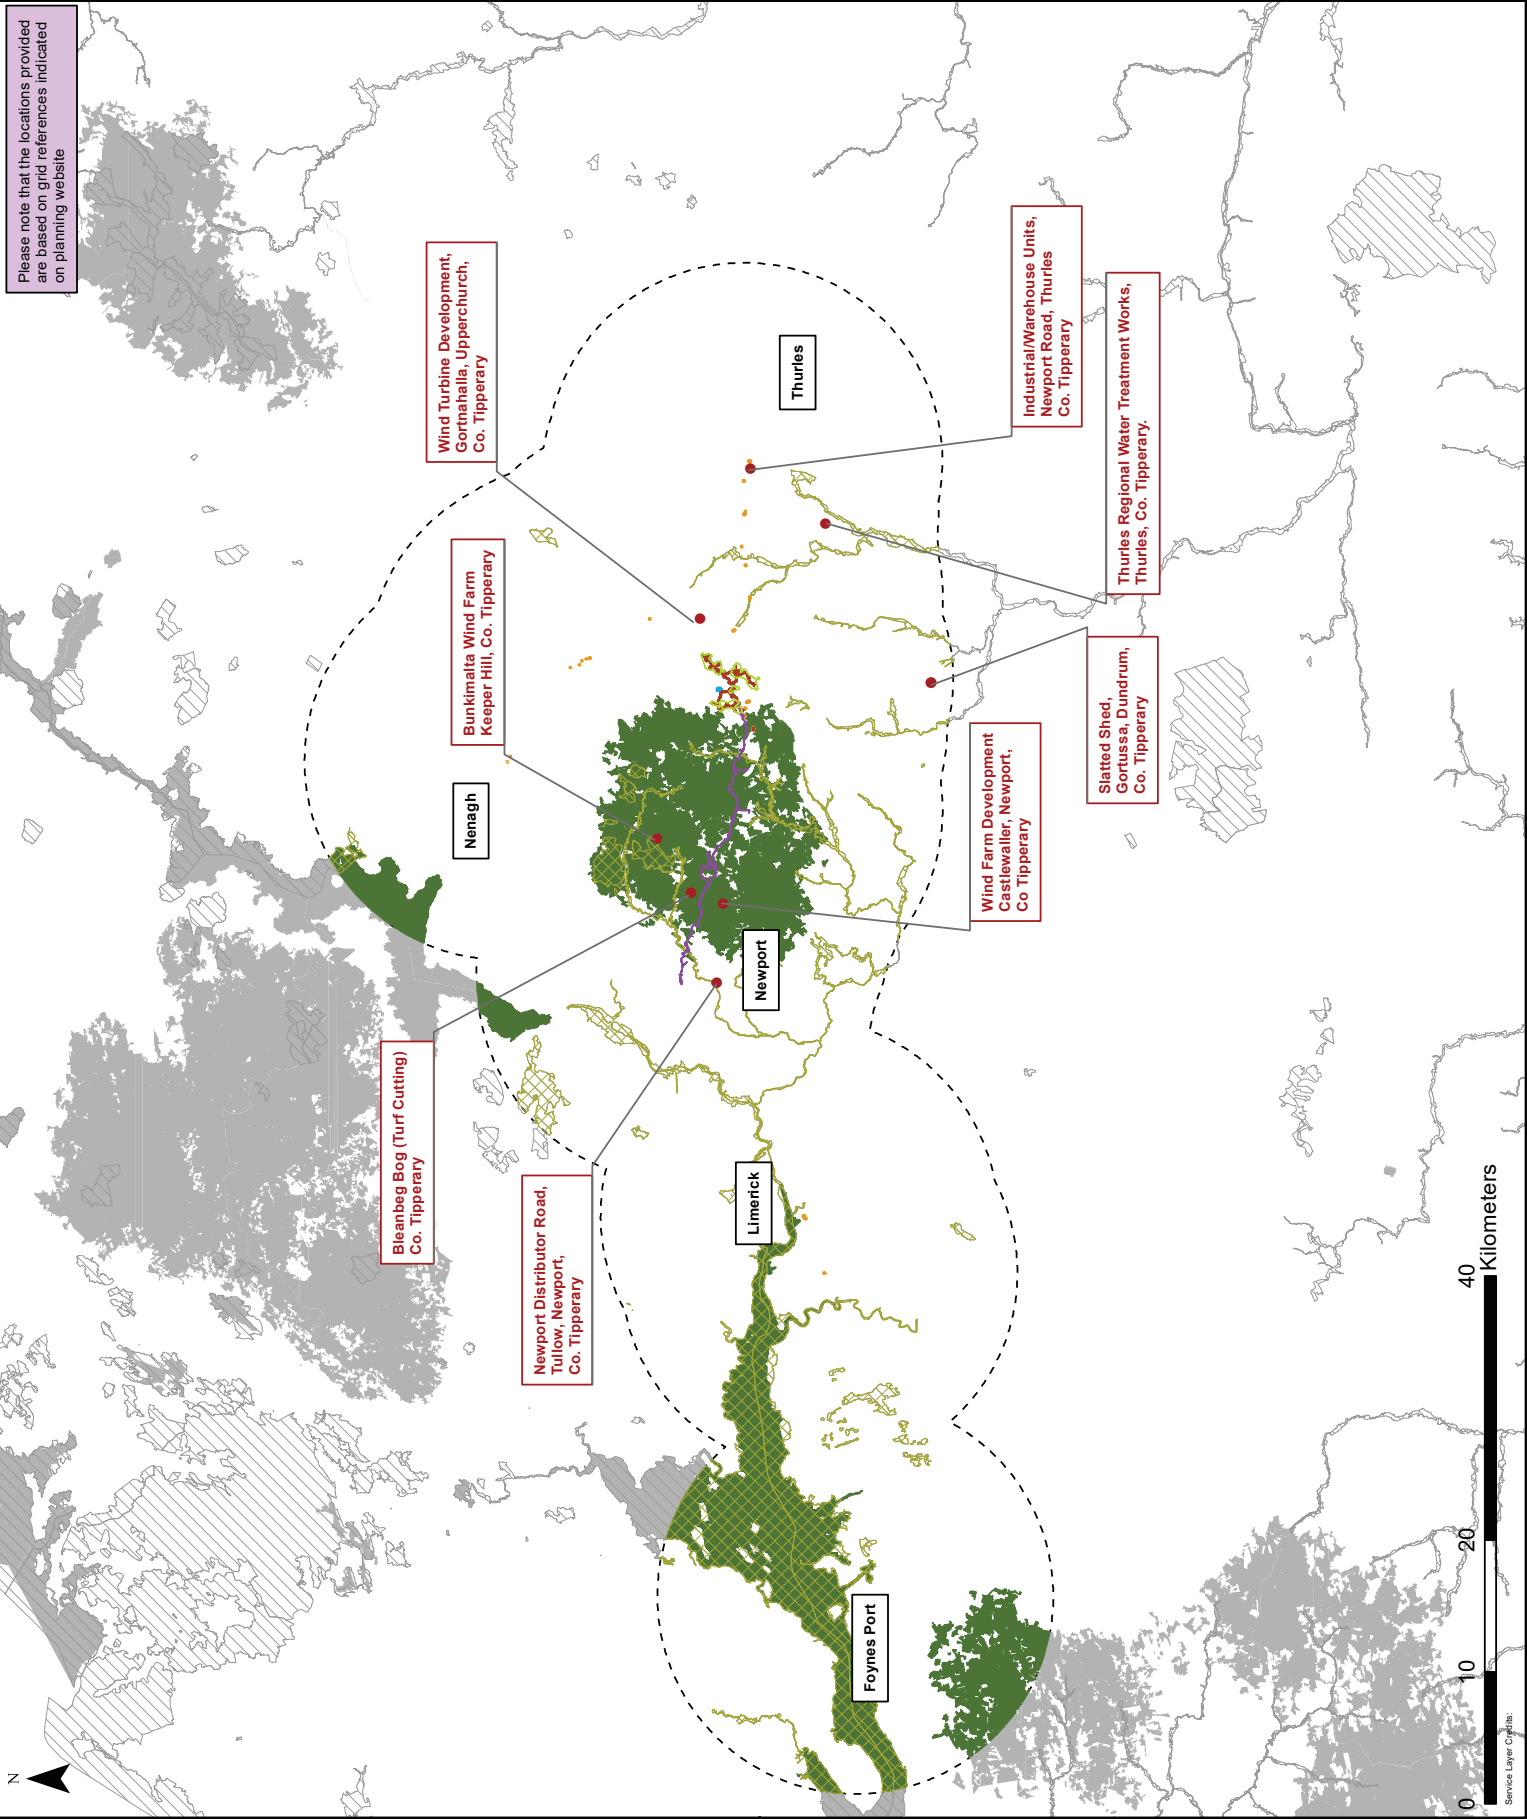 Please note that the locations provided
are based on grid references indicated
on planning website
N
Wind Turbine Development,
Gortnahalla, Upperchurch,
Co. Tipperary
Bunkimalta Wind Farm
Keeper Hill, Co. Tipperary
Nenagh
Bleanbeg Bog (Turf Cutting)
Co. Tipperary
Newport Distributor Road,
Tullow, Newport,
Co. Tipperary
Thurles
Newport
Limerick
Foynes Port
Industrial/Warehouse Units,
Newport Road, Thurles
Co. Tipperary
Thurles Regional Water Treatment Works,
Thurles, Co. Tipperary.
Slatted Shed,
Gortussa, Dundrum,
Co. Tipperary
Wind Farm Development
Castlewaller, Newport,
Co Tipperary
0 10 20 40
Kilometers
Service Layer Credits: